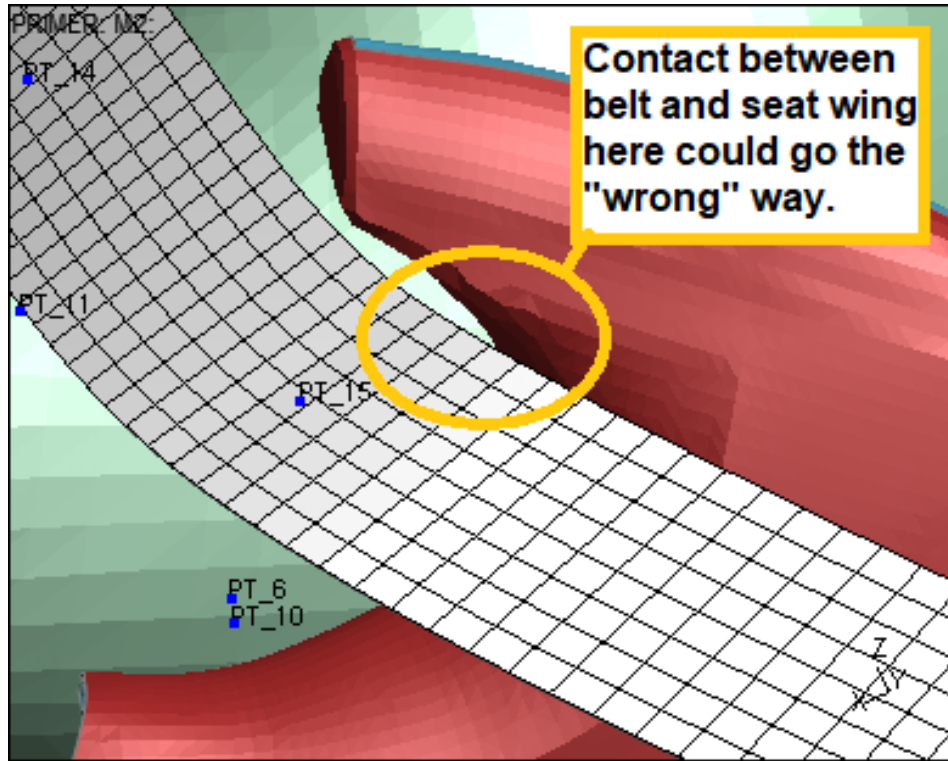 PRIMER: M2:
PT_14
Contact between
belt and seat wing
here could go the
"wrong" way.
PT_11
PT_15
PT_6
PT_10
Z
X Y